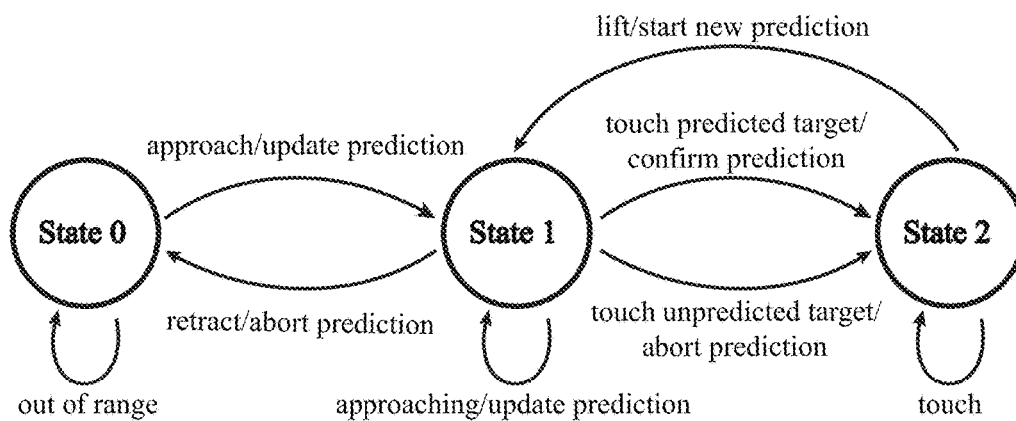 lift/start new prediction
approach/update prediction
touch predicted target/
confirm prediction
State 0
State 1
State 2
retract/abort prediction
touch unpredicted target/
abort prediction
out of range
approaching/update prediction
touch